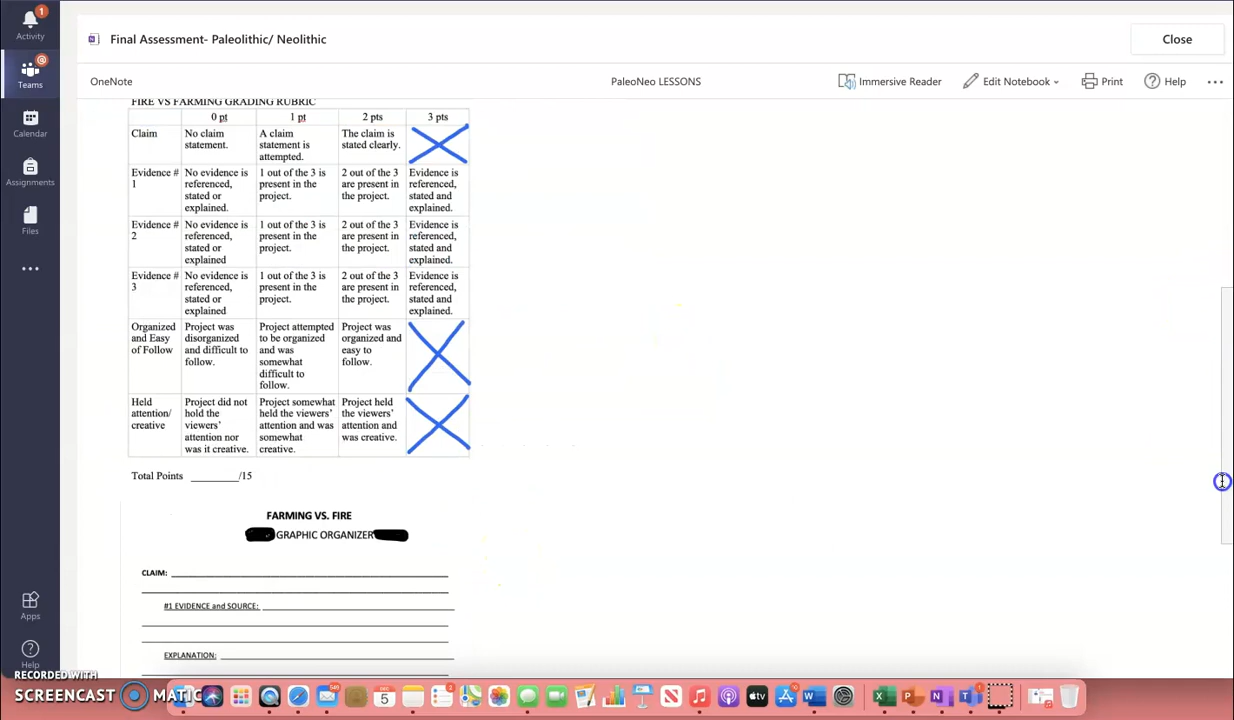 1
Activity
Teams
Calendar
Assignments
Files
Apps
Help
Final Assessment- Paleolithic/ Neolithic
Close
OneNote
PaleoNeo LESSONS
Immersive Reader
Edit Notebook
Print
Help
FIRE VS FARMING GRADING RUBRIC
0 pt
1 pt
2 pts
3 pts
Claim
No claim
statement.
A claim
statement is
attempted.
The claim is
stated clearly.
Evidence #
1
No evidence is
referenced,
stated or
explained.
1 out of the 3 is
present in the
project.
2 out of the 3
are present in
the project.
Evidence is
referenced,
stated and
explained.
Evidence #
2
No evidence is
referenced,
stated or
explained
1 out of the 3 is
present in the
project.
2 out of the 3
are present in
the project.
Evidence is
referenced,
stated and
explained.
Evidence #
3
No evidence is
referenced,
stated or
explained
1 out of the 3 is
present in the
project.
2 out of the 3
are present in
the project.
Evidence is
referenced,
stated and
explained.
Organized
and Easy
of Follow
Project was
disorganized
and difficult to
follow.
Project attempted
to be organized
and was
somewhat
difficult to
follow.
Project was
organized and
easy to
follow.
Held
attention/
creative
Project did not
hold the
viewers'
attention nor
was it creative.
Project somewhat
held the viewers'
attention and was
somewhat
creative.
Project held
the viewers'
attention and
was creative.
Total Points ________/15
FARMING VS. FIRE
GRAPHIC ORGANIZER
CLAIM:
#1 EVIDENCE and SOURCE:
EXPLANATION:
RECORDED WITH
SCREENCAST MATIC
DEC
5
tv